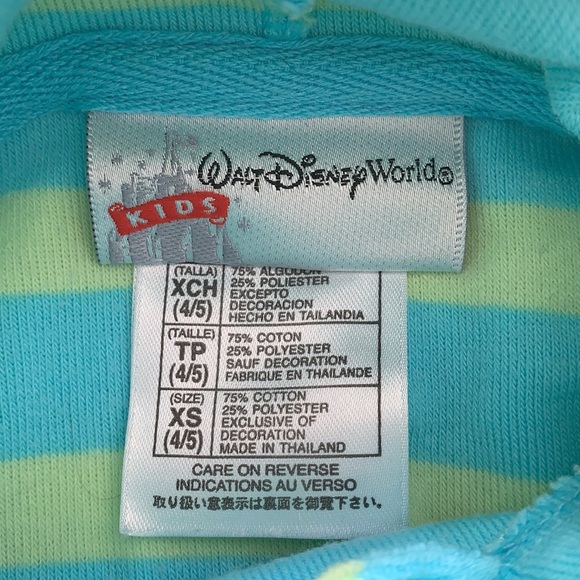 WALT DISNEY World®
KIDS
(TALLA)
XCH
(4/5)
75% ALGODON
25% POLIESTER
EXCEPTO
DECORACION
HECHO EN TAILANDIA
(TAILLE)
TP
(4/5)
75% COTON
25% POLYESTER
SAUF DECORATION
FABRIQUE EN THAILANDE
(SIZE)
XS
(4/5)
75% COTTON
25% POLYESTER
EXCLUSIVE OF
DECORATION
MADE IN THAILAND
CARE ON REVERSE
INDICATIONS AU VERSO
取り扱い意表示は裏面を御覧下さい。